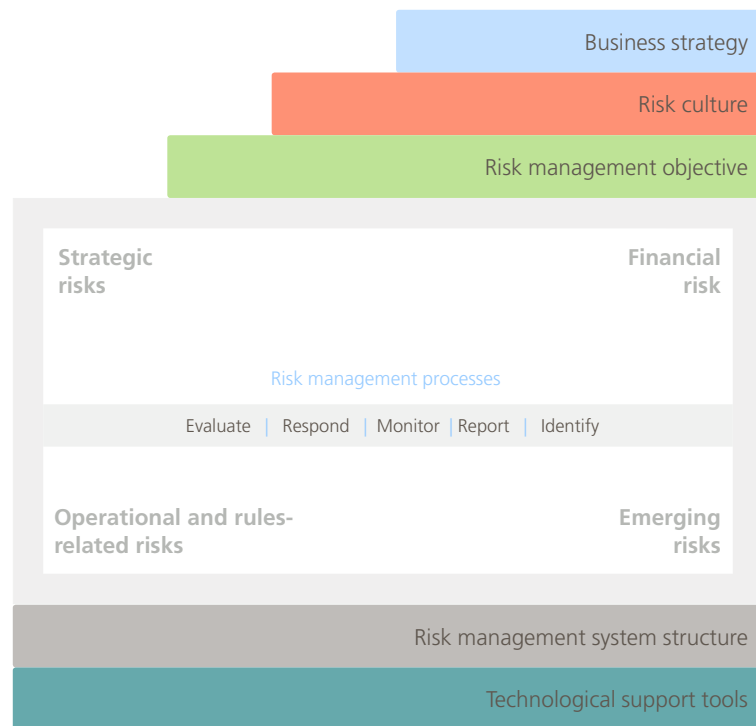 Business strategy
Risk culture
Risk management objective
Strategic
risks
Financial
risk
Risk management processes
Evaluate | Respond | Monitor | Report | Identify
Operational and rules-
related risks
Emerging
risks
Risk management system structure
Technological support tools